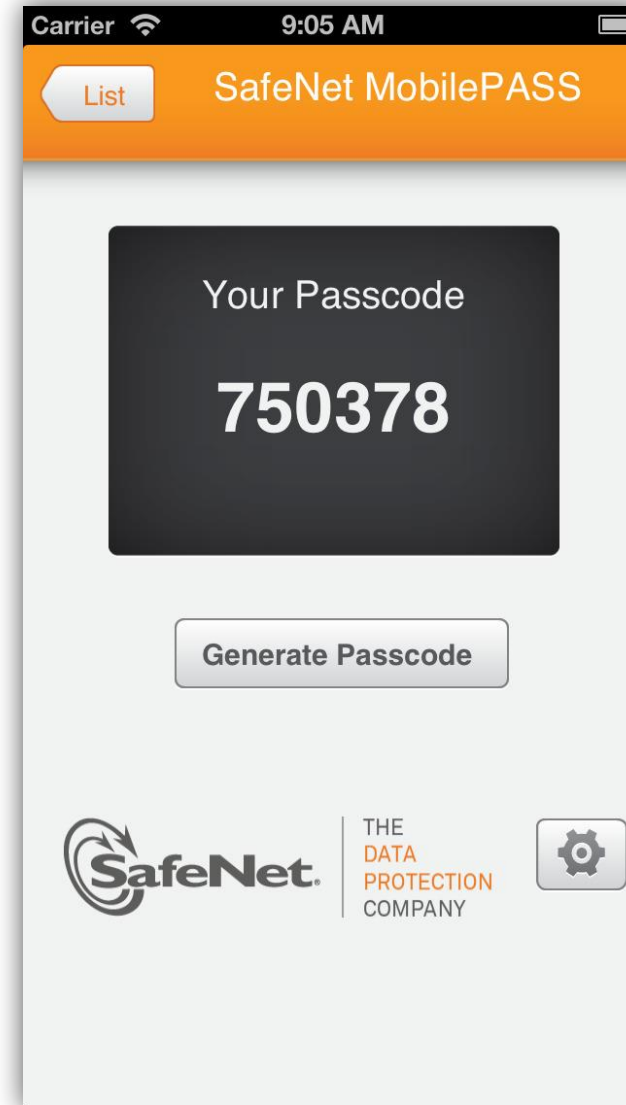 Carrier 9:05 AM
List SafeNet MobilePASS
Your Passcode
750378
Generate Passcode
SafeNet.
THE
DATA
PROTECTION
COMPANY